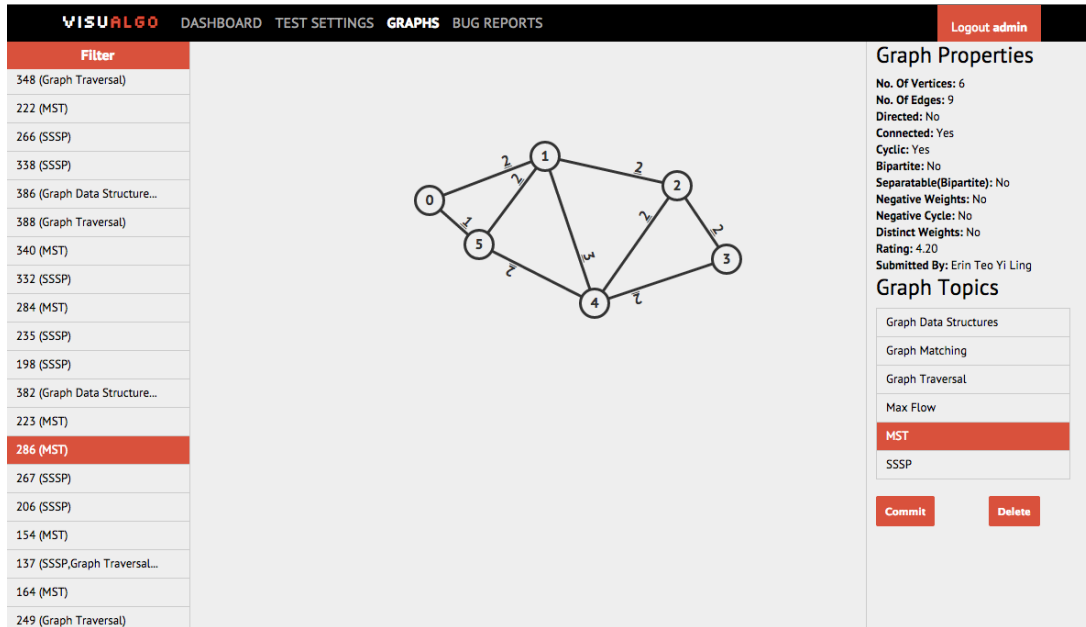 VISUALGO DASHBOARD TEST SETTINGS GRAPHS BUG REPORTS Logout admin
Filter
348 (Graph Traversal)
222 (MST)
266 (SSSP)
338 (SSSP)
386 (Graph Data Structure...
388 (Graph Traversal)
340 (MST)
332 (SSSP)
284 (MST)
235 (SSSP)
198 (SSSP)
382 (Graph Data Structure...
223 (MST)
286 (MST)
267 (SSSP)
206 (SSSP)
154 (MST)
137 (SSSP,Graph Traversal...
164 (MST)
249 (Graph Traversal)
2
1
2
2
2
0
1
2
5
2
3
2
3
4
2
Graph Properties
No. Of Vertices: 6
No. Of Edges: 9
Directed: No
Connected: Yes
Cyclic: Yes
Bipartite: No
Separatable(Bipartite): No
Negative Weights: No
Negative Cycle: No
Distinct Weights: No
Rating: 4.20
Submitted By: Erin Teo Yi Ling
Graph Topics
Graph Data Structures
Graph Matching
Graph Traversal
Max Flow
MST
SSSP
Commit Delete